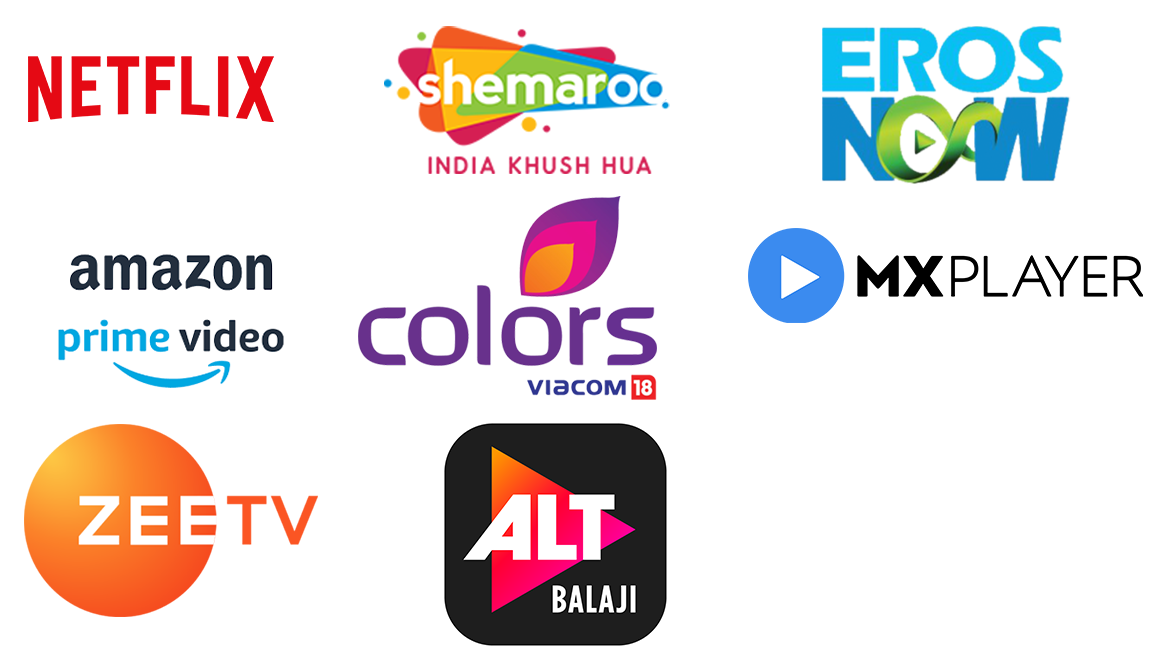 NETFLIX
shemaroo
INDIA KHUSH HUA
EROS
NOW
amazon
prime video
colors
VIACOM 18
MXPLAYER
ZEETV
ALT
BALAJI